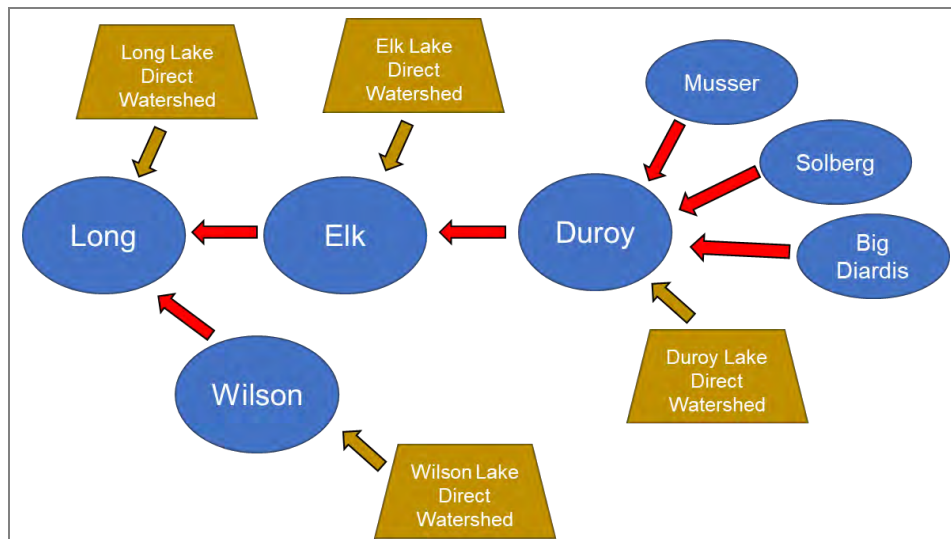 Long Lake
Direct
Watershed
Elk Lake
Direct
Watershed
Musser
Solberg
Long
Elk
Duroy
Big
Diardis
Wilson
Duroy Lake
Direct
Watershed
Wilson Lake
Direct
Watershed